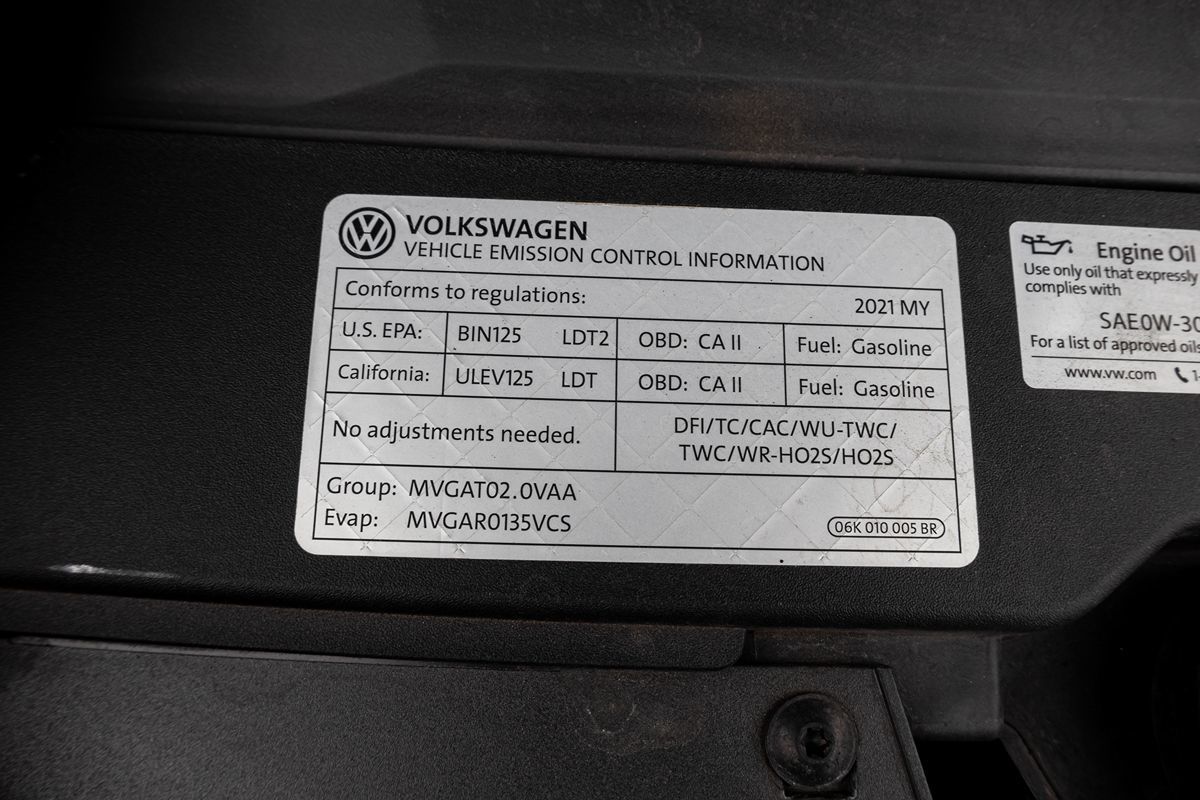 VOLKSWAGEN
VEHICLE EMISSION CONTROL INFORMATION
Conforms to regulations: 2021 MY
U.S. EPA: BIN125 LDT2 OBD: CA II Fuel: Gasoline
California: ULEV125 LDT OBD: CA II Fuel: Gasoline
No adjustments needed.
DFI/TC/CAC/WU-TWC/
TWC/WR-HO2S/HO2S
Group: MVGAT02.0VAA
Evap: MVGAR0135VCS
06K 010 005 BR
Engine Oil
Use only oil that expressly
complies with
SAE0W-30
For a list of approved oils
www.vw.com 1-